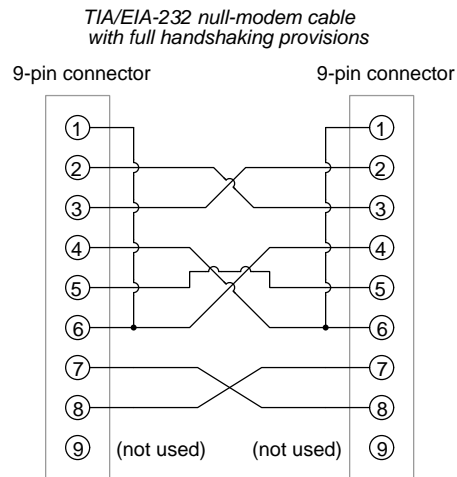 TIA/EIA-232 null-modem cable
with full handshaking provisions
9-pin connector 9-pin connector
1 1
2 2
3 3
4 4
5 5
6 6
7 7
8 8
9 (not used) (not used) 9